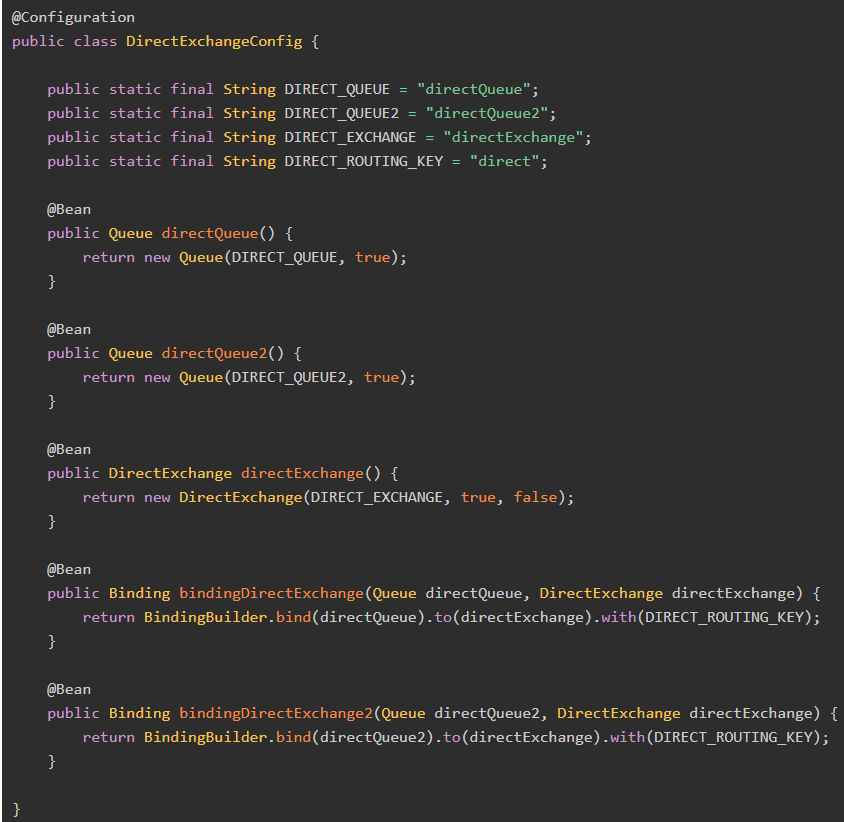 @Configuration
public class DirectExchangeConfig {
public static final String DIRECT_QUEUE = "directQueue";
public static final String DIRECT_QUEUE2 = "directQueue2";
public static final String DIRECT_EXCHANGE = "directExchange";
public static final String DIRECT_ROUTING_KEY = "direct";
@Bean
public Queue directQueue() {
return new Queue(DIRECT_QUEUE, true);
}
@Bean
public Queue directQueue2() {
return new Queue(DIRECT_QUEUE2, true);
}
@Bean
public DirectExchange directExchange() {
return new DirectExchange(DIRECT_EXCHANGE, true, false);
}
@Bean
public Binding bindingDirectExchange(Queue directQueue, DirectExchange directExchange) {
return BindingBuilder.bind(directQueue).to(directExchange).with(DIRECT_ROUTING_KEY);
}
@Bean
public Binding bindingDirectExchange2(Queue directQueue2, DirectExchange directExchange) {
return BindingBuilder.bind(directQueue2).to(directExchange).with(DIRECT_ROUTING_KEY);
}
}